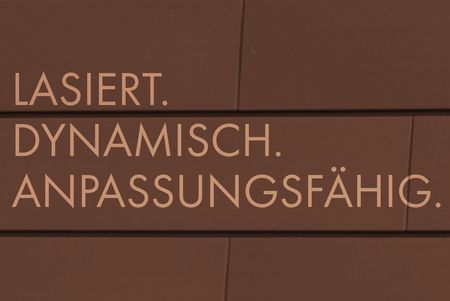 LASIERT.
DYNAMISCH.
ANPASSUNGSFÄHIG.